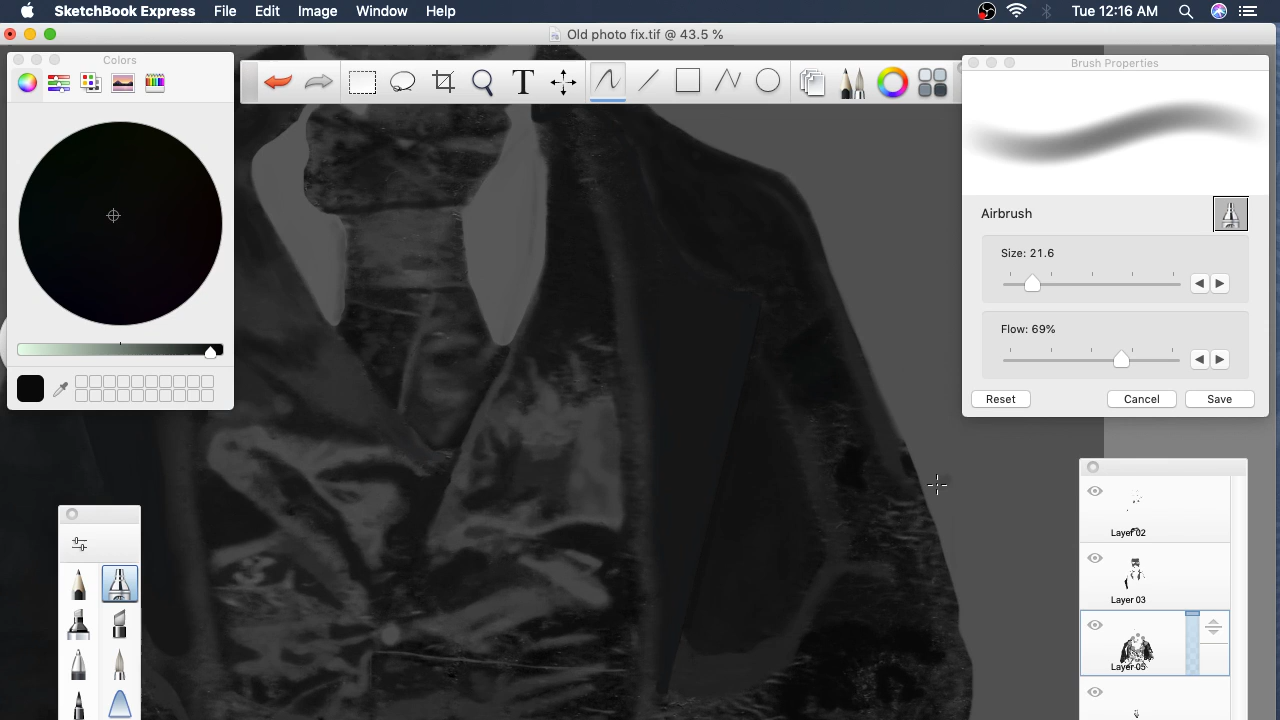 SketchBook Express File Edit Image Window Help Tue 12:16 AM
Old photo fix.tif @ 43.5 %
Colors
T
Brush Properties
Airbrush
Size: 21.6
Flow: 69%
Reset Cancel Save
Layer 02
Layer 03
Layer 05